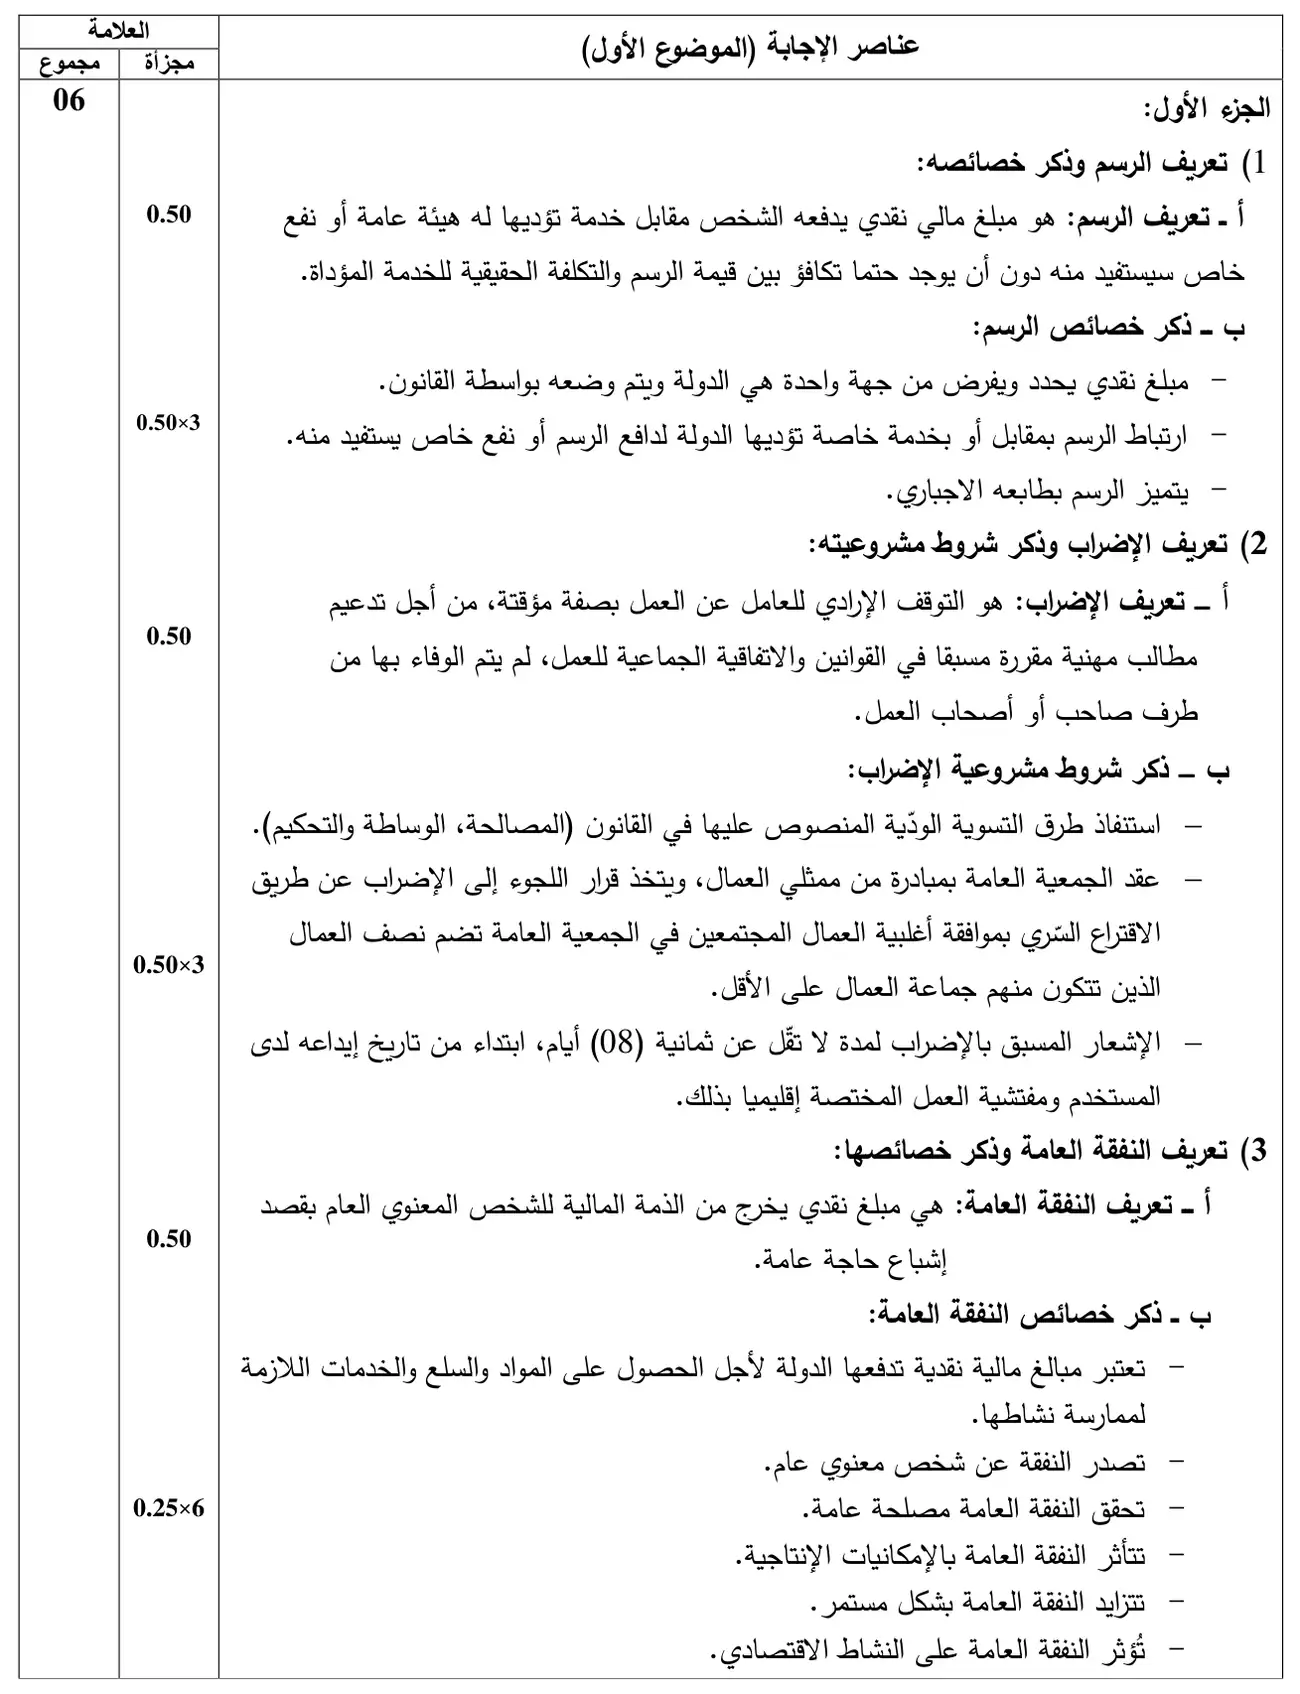 العلامة
عناصر الإجابة (الموضوع الأول)
مجموع
مجزأة
06
الجزء الأول:
1) تعريف الرسم وذكر خصائصه:
0.50
أ ـ تعريف الرسم: هو مبلغ مالي نقدي يدفعه الشخص مقابل خدمة تؤديها له هيئة عامة أو نفع
خاص سيستفيد منه دون أن يوجد حتما تكافؤ بين قيمة الرسم والتكلفة الحقيقية للخدمة المؤداة.
ب ــ ذكر خصائص الرسم:
- مبلغ نقدي يحدد ويفرض من جهة واحدة هي الدولة ويتم وضعه بواسطة القانون.
0.50×3
- ارتباط الرسم بمقابل أو بخدمة خاصة تؤديها الدولة لدافع الرسم أو نفع خاص يستفيد منه.
- يتميز الرسم بطابعه الاجباري.
2) تعريف الإضراب وذكر شروط مشروعيته:
أ ــ تعريف الإضراب: هو التوقف الإرادي للعامل عن العمل بصفة مؤقتة، من أجل تدعيم
0.50
مطالب مهنية مقررة مسبقا في القوانين والاتفاقية الجماعية للعمل، لم يتم الوفاء بها من
طرف صاحب أو أصحاب العمل.
ب ــ ذكر شروط مشروعية الإضراب:
– استنفاذ طرق التسوية الودّية المنصوص عليها في القانون (المصالحة، الوساطة والتحكيم).
– عقد الجمعية العامة بمبادرة من ممثلي العمال، ويتخذ قرار اللجوء إلى الإضراب عن طريق
الاقتراع السّري بموافقة أغلبية العمال المجتمعين في الجمعية العامة تضم نصف العمال
0.50×3
الذين تتكون منهم جماعة العمال على الأقل.
– الإشعار المسبق بالإضراب لمدة لا تقّل عن ثمانية (08) أيام، ابتداء من تاريخ إيداعه لدى
المستخدم ومفتشية العمل المختصة إقليميا بذلك.
3) تعريف النفقة العامة وذكر خصائصها:
أ ـ تعريف النفقة العامة: هي مبلغ نقدي يخرج من الذمة المالية للشخص المعنوي العام بقصد
0.50
إشباع حاجة عامة.
ب ـ ذكر خصائص النفقة العامة:
- تعتبر مبالغ مالية نقدية تدفعها الدولة لأجل الحصول على المواد والسلع والخدمات اللازمة
لممارسة نشاطها.
- تصدر النفقة عن شخص معنوي عام.
0.25×6
- تحقق النفقة العامة مصلحة عامة.
- تتأثر النفقة العامة بالإمكانيات الإنتاجية.
- تتزايد النفقة العامة بشكل مستمر.
- تُؤثر النفقة العامة على النشاط الاقتصادي.